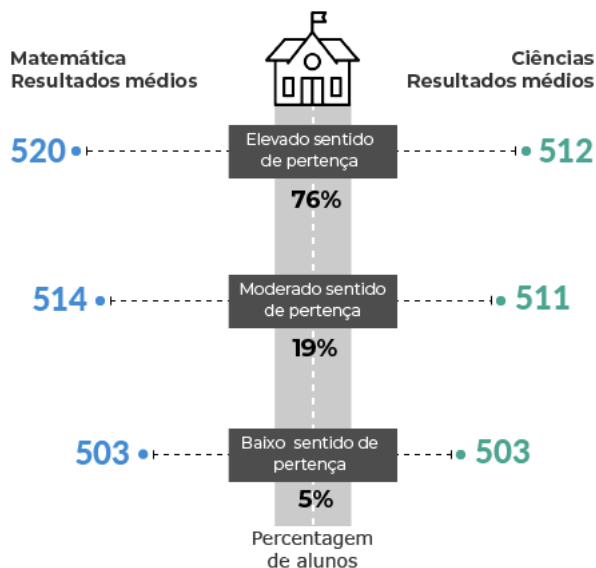 Matemática
Resultados médios
Ciências
Resultados médios
520
Elevado sentido
de pertença
512
76%
514
Moderado sentido
de pertença
511
19%
503
Baixo sentido de
pertença
503
5%
Percentagem
de alunos